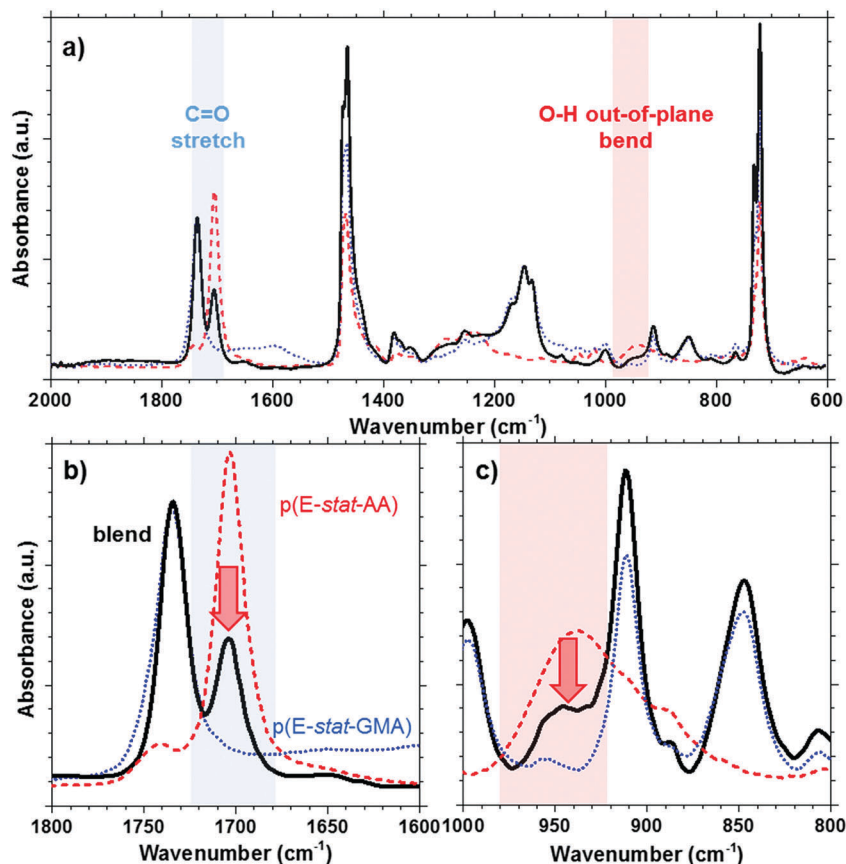 a)
C=O
stretch
O-H out-of-plane
bend
Absorbance (a.u.)
2000 1800 1600 1400 1200 1000 800 600
Wavenumber (cm-1)
b)
blend
p(E-stat-AA)
p(E-stat-GMA)
Absorbance (a.u.)
1800 1750 1700 1650 1600
Wavenumber (cm-1)
c)
1000 950 900 850 800
Wavenumber (cm-1)